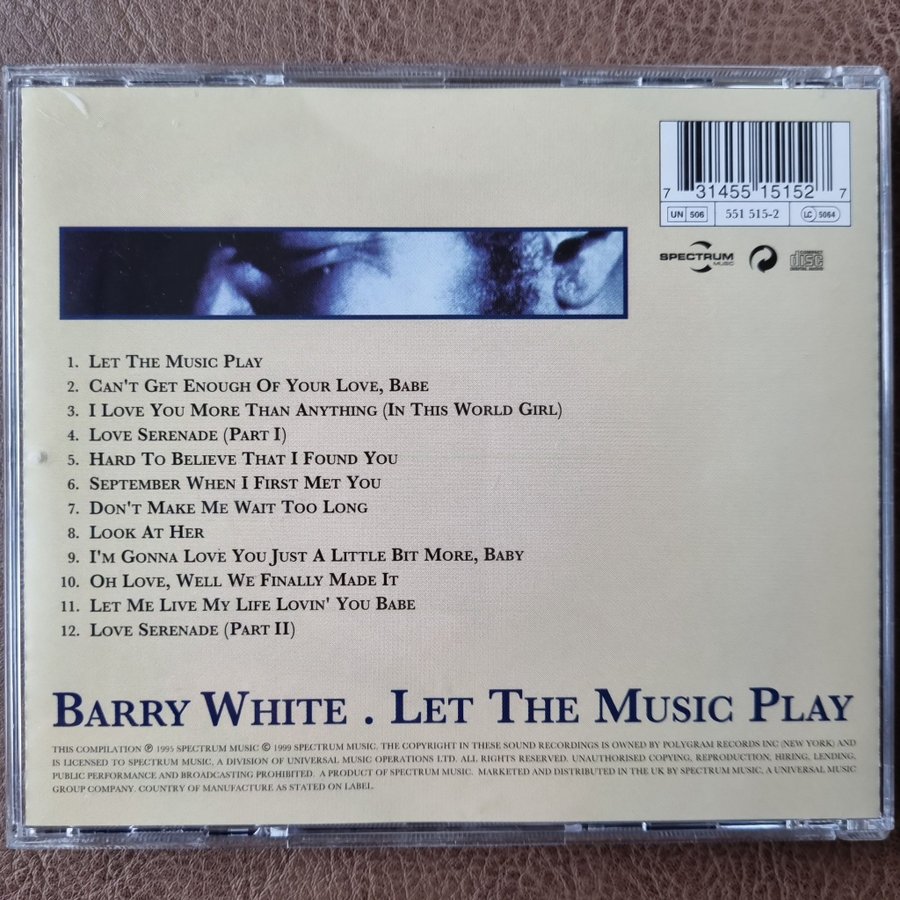 7 31455 15152 7
UN 506 551 515-2 LC 5064
SPECTRUM MUSIC
COMPACT disc DIGITAL AUDIO
1. LET THE MUSIC PLAY
2. CAN'T GET ENOUGH OF YOUR LOVE, BABE
3. I LOVE YOU MORE THAN ANYTHING (IN THIS WORLD GIRL)
4. LOVE SERENADE (PART I)
5. HARD TO BELIEVE THAT I FOUND YOU
6. SEPTEMBER WHEN I FIRST MET YOU
7. DON'T MAKE ME WAIT TOO LONG
8. LOOK AT HER
9. I'M GONNA LOVE YOU JUST A LITTLE BIT MORE, BABY
10. OH LOVE, WELL WE FINALLY MADE IT
11. LET ME LIVE MY LIFE LOVIN' YOU BABE
12. LOVE SERENADE (PART II)
BARRY WHITE . LET THE MUSIC PLAY
THIS COMPILATION ℗ 1995 SPECTRUM MUSIC © 1999 SPECTRUM MUSIC. THE COPYRIGHT IN THESE SOUND RECORDINGS IS OWNED BY POLYGRAM RECORDS INC (NEW YORK) AND
IS LICENSED TO SPECTRUM MUSIC, A DIVISION OF UNIVERSAL MUSIC OPERATIONS LTD. ALL RIGHTS RESERVED. UNAUTHORISED COPYING, REPRODUCTION, HIRING, LENDING,
PUBLIC PERFORMANCE AND BROADCASTING PROHIBITED. A PRODUCT OF SPECTRUM MUSIC. MARKETED AND DISTRIBUTED IN THE UK BY SPECTRUM MUSIC, A UNIVERSAL MUSIC
GROUP COMPANY. COUNTRY OF MANUFACTURE AS STATED ON LABEL.